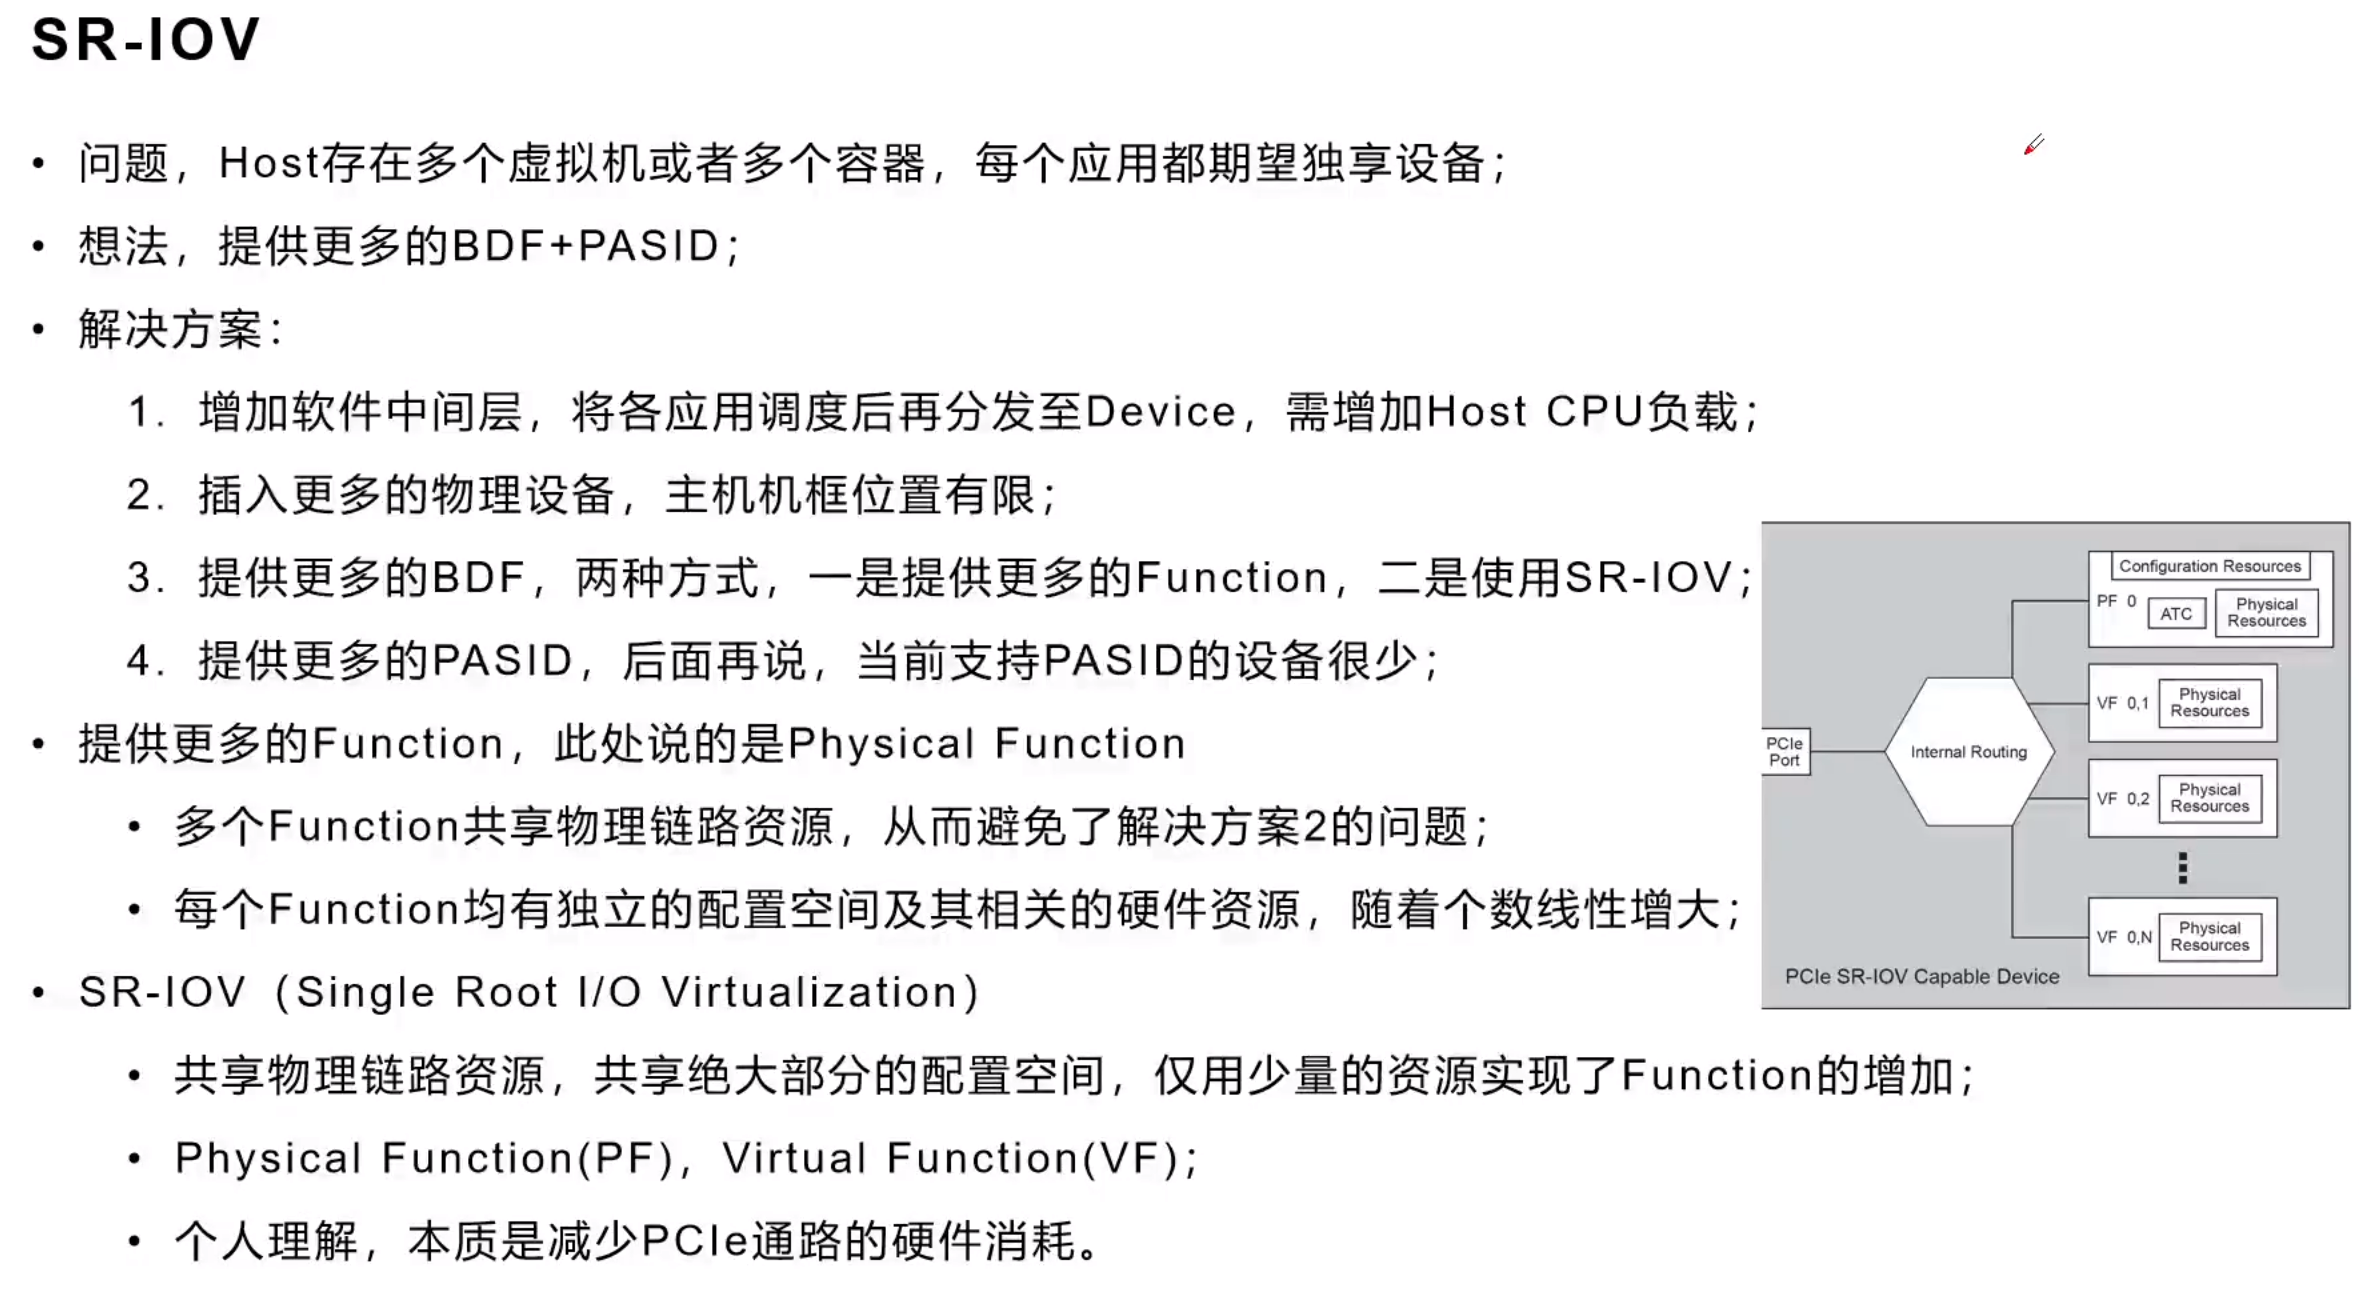 SR-IOV
• 问题，Host存在多个虚拟机或者多个容器，每个应用都期望独享设备；
• 想法，提供更多的BDF+PASID；
• 解决方案：
1. 增加软件中间层，将各应用调度后再分发至Device，需增加Host CPU负载；
2. 插入更多的物理设备，主机机框位置有限；
3. 提供更多的BDF，两种方式，一是提供更多的Function，二是使用SR-IOV；
4. 提供更多的PASID，后面再说，当前支持PASID的设备很少；
• 提供更多的Function，此处说的是Physical Function
• 多个Function共享物理链路资源，从而避免了解决方案2的问题；
• 每个Function均有独立的配置空间及其相关的硬件资源，随着个数线性增大；
• SR-IOV（Single Root I/O Virtualization）
• 共享物理链路资源，共享绝大部分的配置空间，仅用少量的资源实现了Function的增加；
• Physical Function(PF)，Virtual Function(VF)；
• 个人理解，本质是减少PCIe通路的硬件消耗。
Configuration Resources
PF 0
ATC
Physical
Resources
VF 0,1
Physical
Resources
PCIe
Port
Internal Routing
VF 0,2
Physical
Resources
VF 0,N
Physical
Resources
PCIe SR-IOV Capable Device